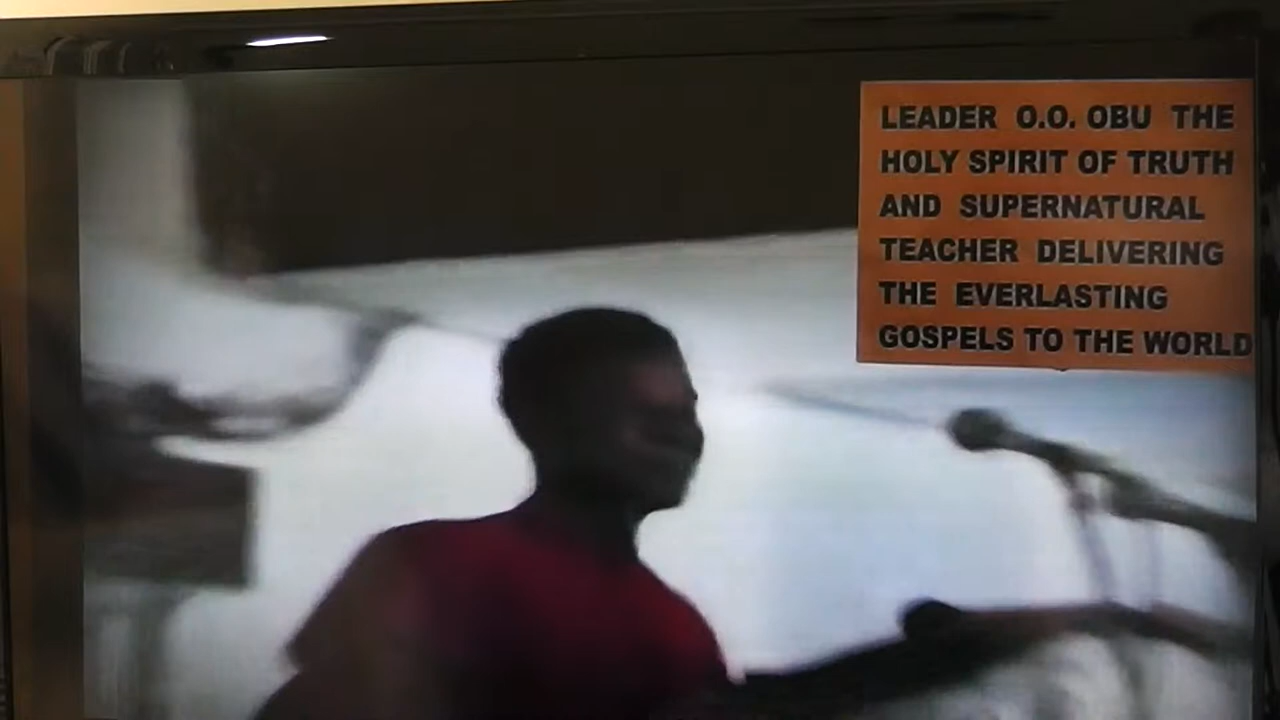 LEADER O.O. OBU THE
HOLY SPIRIT OF TRUTH
AND SUPERNATURAL
TEACHER DELIVERING
THE EVERLASTING
GOSPELS TO THE WORLD